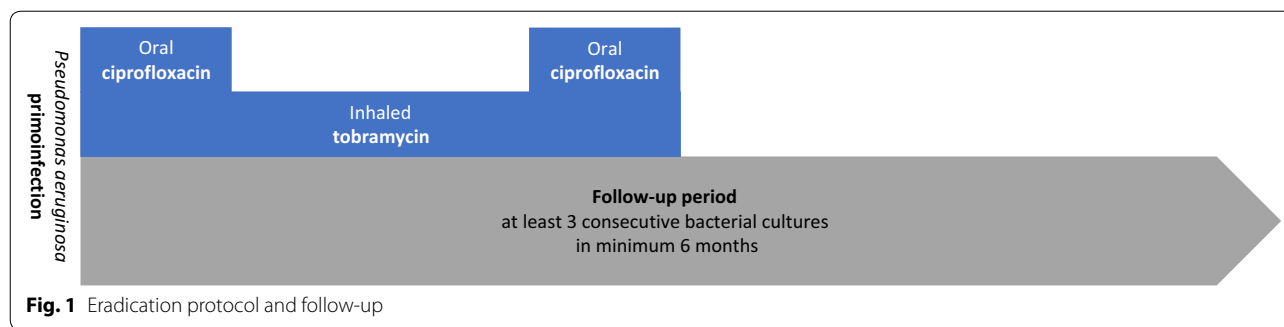 Pseudomonas aeruginosa
primoinfection
Oral
ciprofloxacin
Oral
ciprofloxacin
Inhaled
tobramycin
Follow-up period
at least 3 consecutive bacterial cultures
in minimum 6 months
Fig. 1 Eradication protocol and follow-up